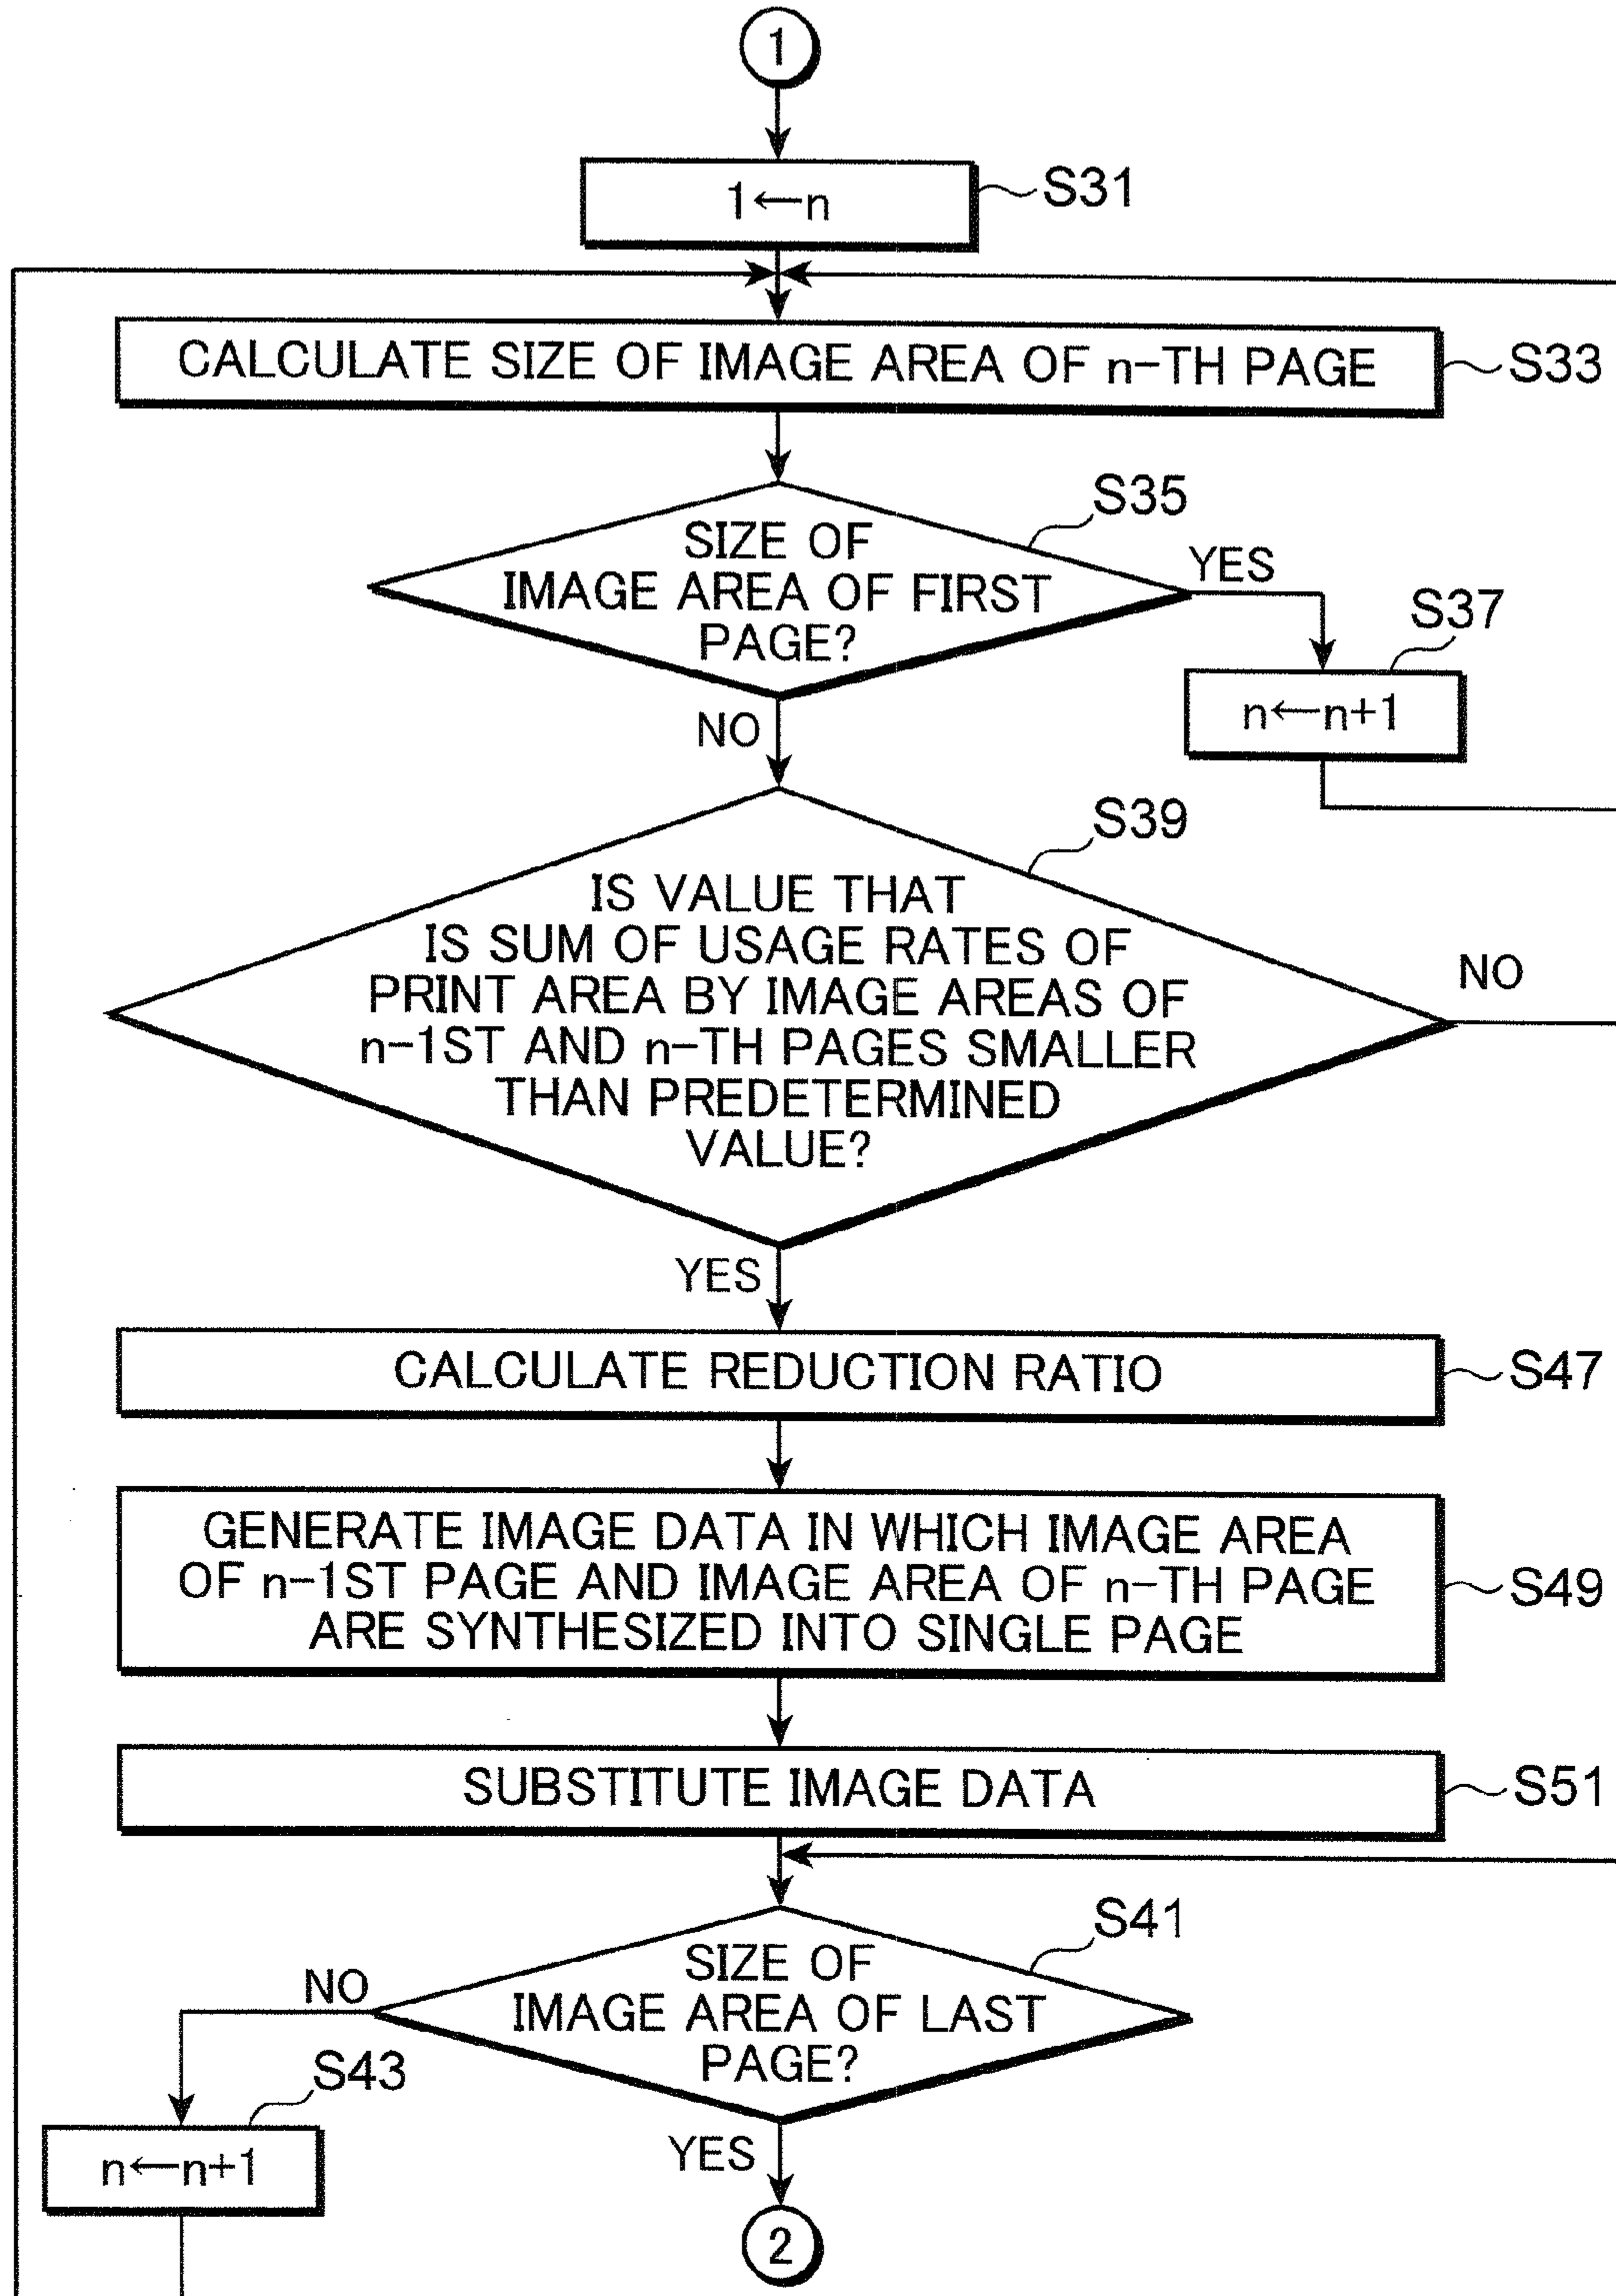 1
1←n
S31
CALCULATE SIZE OF IMAGE AREA OF n-TH PAGE
S33
S35
SIZE OF
IMAGE AREA OF FIRST
PAGE?
YES
S37
n←n+1
NO
S39
IS VALUE THAT
IS SUM OF USAGE RATES OF
PRINT AREA BY IMAGE AREAS OF
n-1ST AND n-TH PAGES SMALLER
THAN PREDETERMINED
VALUE?
NO
YES
CALCULATE REDUCTION RATIO
S47
GENERATE IMAGE DATA IN WHICH IMAGE AREA
OF n-1ST PAGE AND IMAGE AREA OF n-TH PAGE
ARE SYNTHESIZED INTO SINGLE PAGE
S49
SUBSTITUTE IMAGE DATA
S51
S41
SIZE OF
IMAGE AREA OF LAST
PAGE?
NO
S43
n←n+1
YES
2